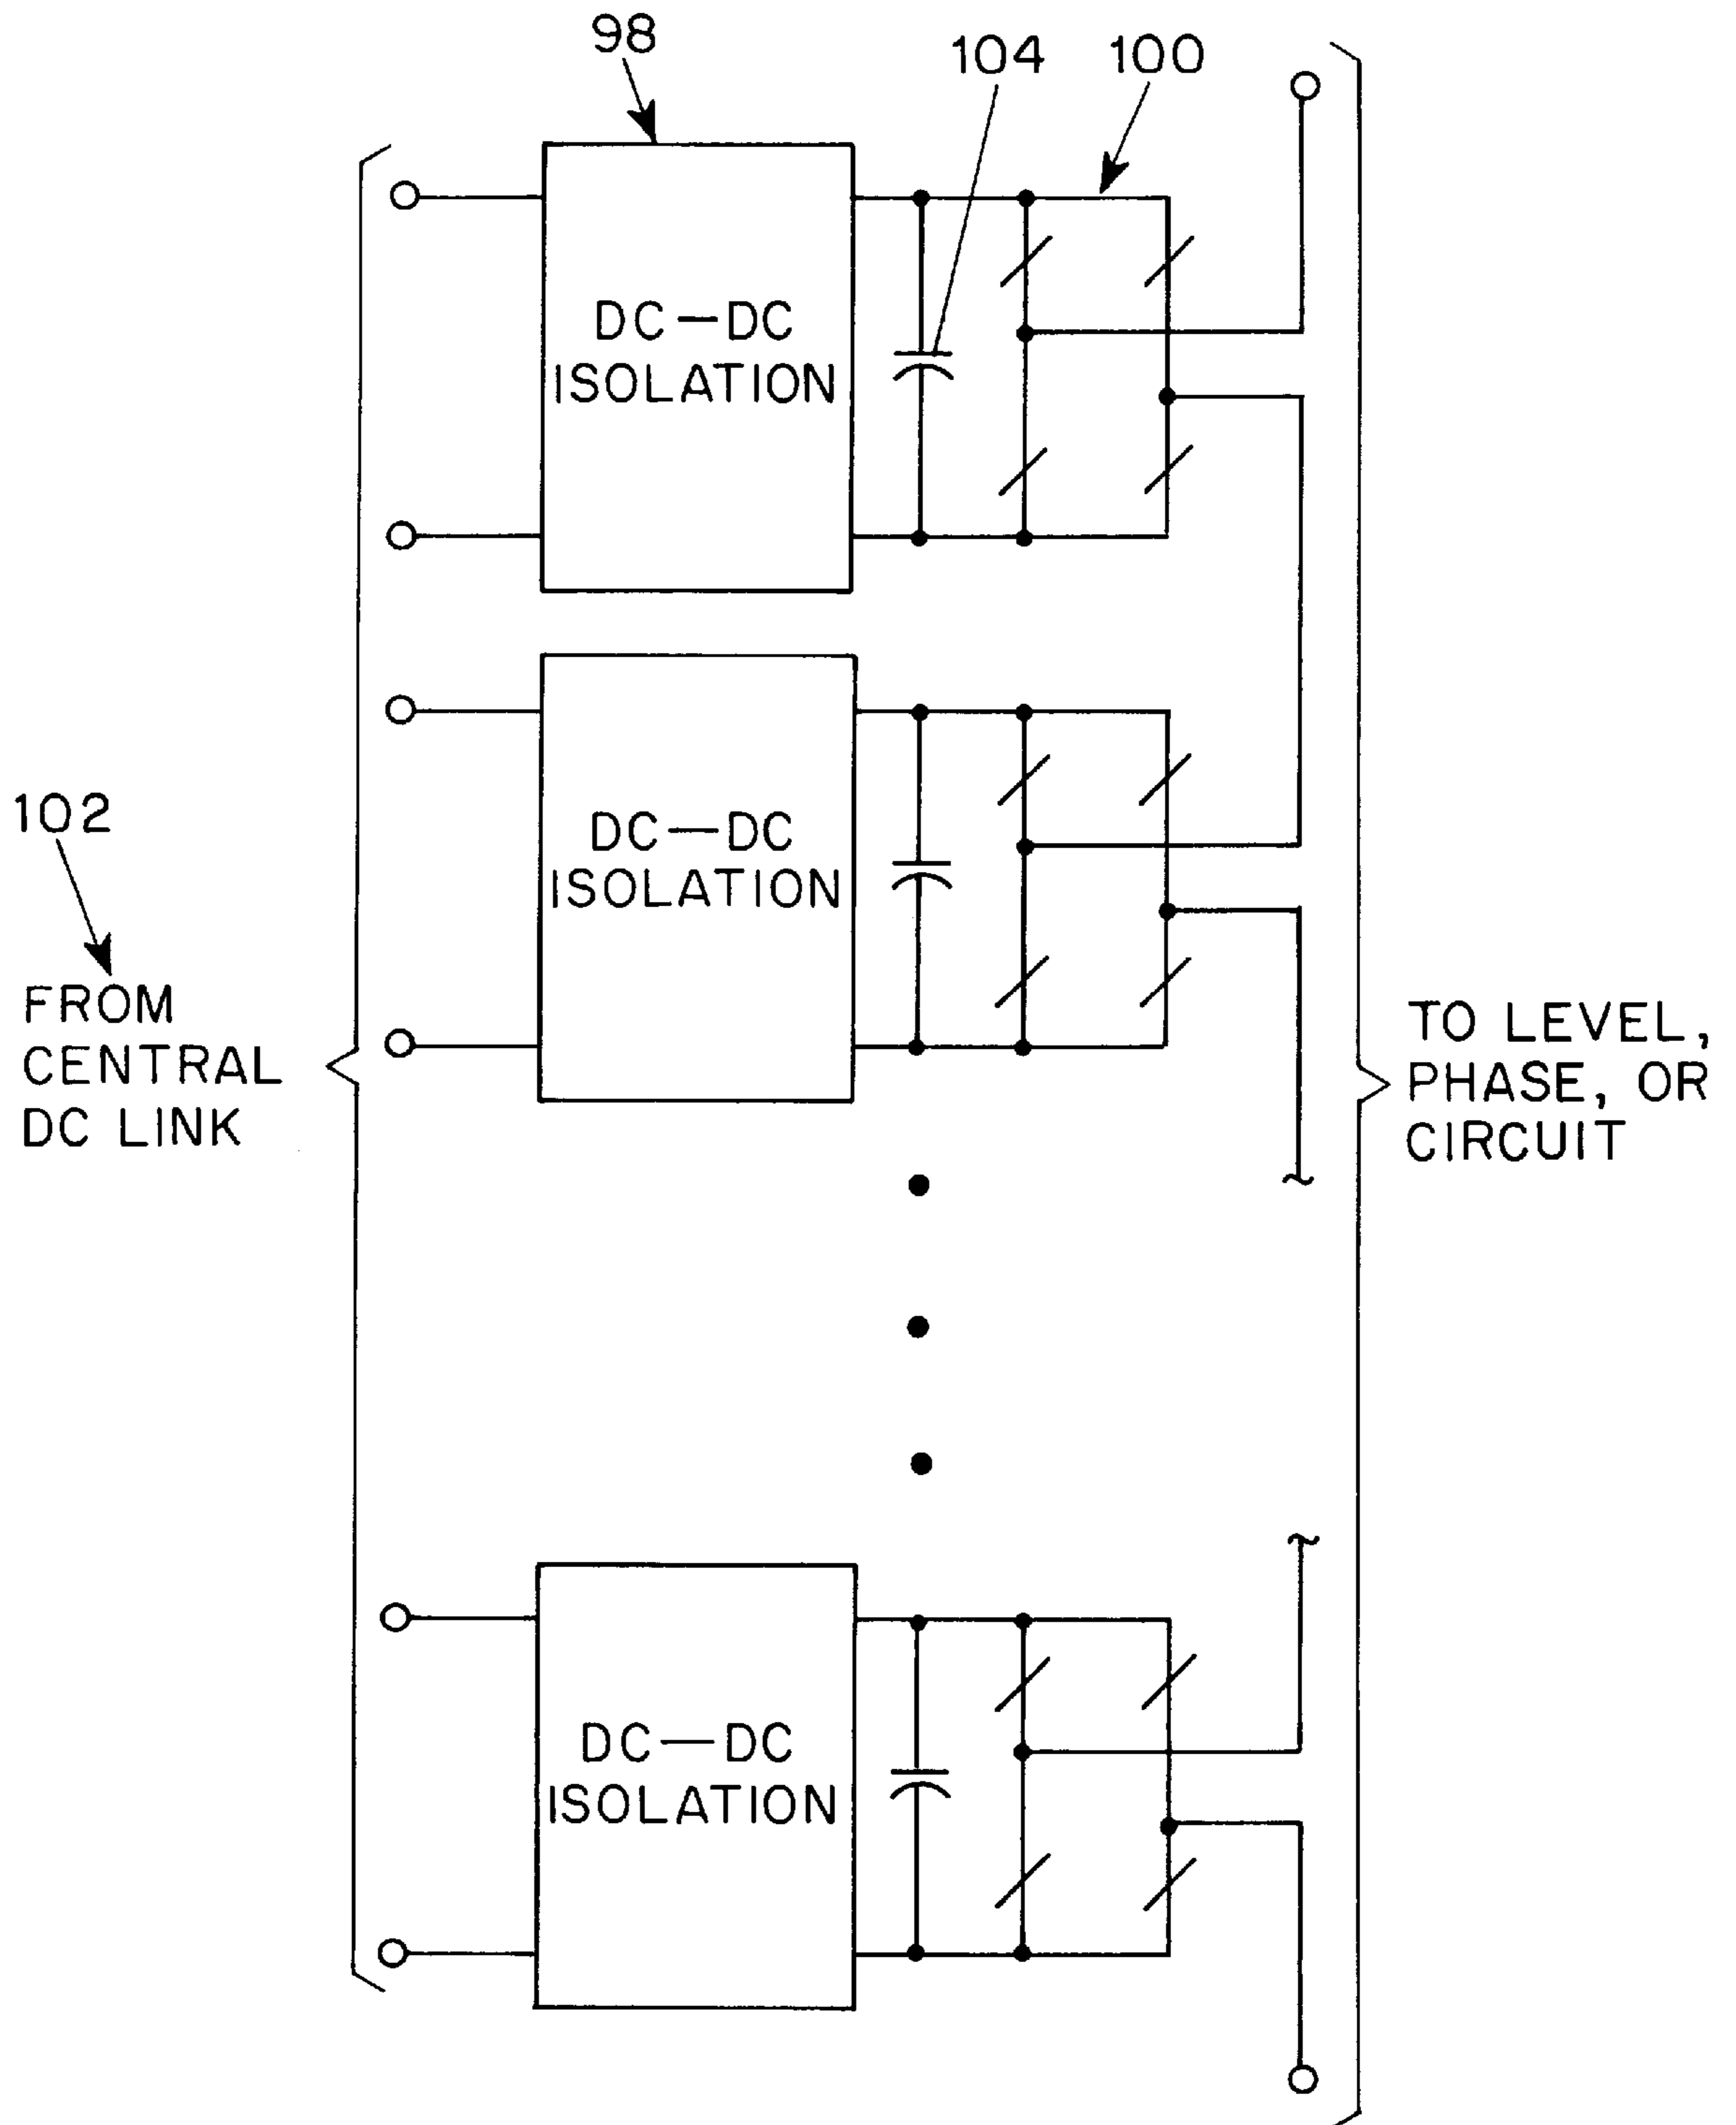 98
104
100
DC—DC
ISOLATION
DC—DC
ISOLATION
102
FROM
CENTRAL
DC LINK
TO LEVEL,
PHASE, OR
CIRCUIT
DC—DC
ISOLATION